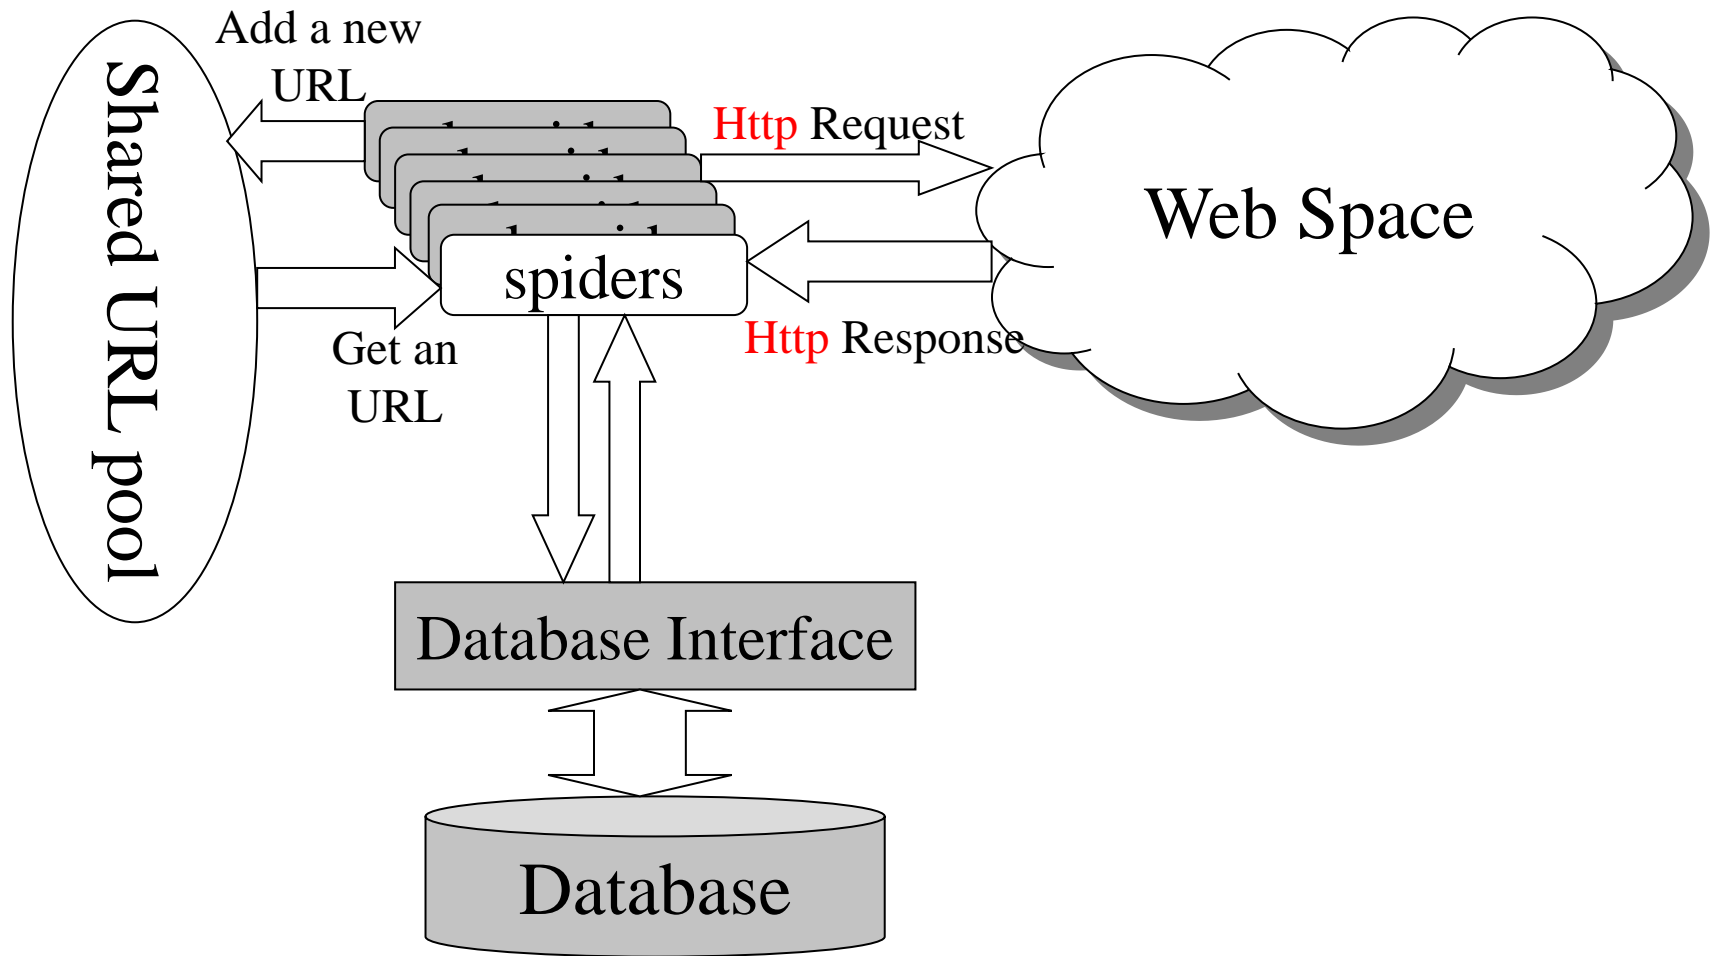 Add a new
URL
Shared URL pool
Http Request
Web Space
spiders
Http Response
Get an
URL
Database Interface
Database